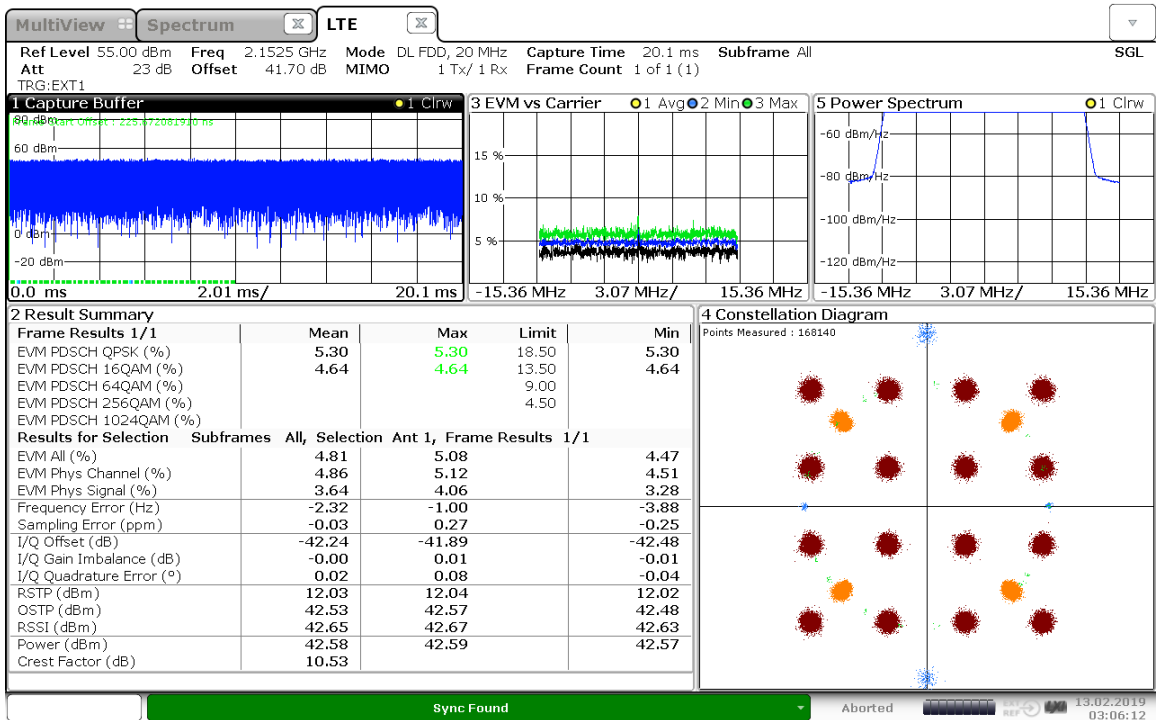 MultiView Spectrum LTE
Ref Level 55.00 dBm Freq 2.1525 GHz Mode DL FDD, 20 MHz Capture Time 20.1 ms Subframe All SGL
Att 23 dB Offset 41.70 dB MIMO 1 Tx/ 1 Rx Frame Count 1 of 1 (1)
TRG:EXT1
1 Capture Buffer 1 Clrw
80 dBm
60 dBm
0 dBm
-20 dBm
0.0 ms 2.01 ms/ 20.1 ms
3 EVM vs Carrier 1 Avg 2 Min 3 Max
15 %
10 %
5 %
-15.36 MHz 3.07 MHz/ 15.36 MHz
5 Power Spectrum 1 Clrw
-60 dBm/Hz
-80 dBm/Hz
-100 dBm/Hz
-120 dBm/Hz
-15.36 MHz 3.07 MHz/ 15.36 MHz
2 Result Summary
Frame Results 1/1 Mean Max Limit Min
EVM PDSCH QPSK (%) 5.30 5.30 18.50 5.30
EVM PDSCH 16QAM (%) 4.64 4.64 13.50 4.64
EVM PDSCH 64QAM (%) 9.00
EVM PDSCH 256QAM (%) 4.50
EVM PDSCH 1024QAM (%)
Results for Selection Subframes All, Selection Ant 1, Frame Results 1/1
EVM All (%) 4.81 5.08 4.47
EVM Phys Channel (%) 4.86 5.12 4.51
EVM Phys Signal (%) 3.64 4.06 3.28
Frequency Error (Hz) -2.32 -1.00 -3.88
Sampling Error (ppm) -0.03 0.27 -0.25
I/Q Offset (dB) -42.24 -41.89 -42.48
I/Q Gain Imbalance (dB) -0.00 0.01 -0.01
I/Q Quadrature Error (°) 0.02 0.08 -0.04
RSTP (dBm) 12.03 12.04 12.02
OSTP (dBm) 42.53 42.57 42.48
RSSI (dBm) 42.65 42.67 42.63
Power (dBm) 42.58 42.59 42.57
Crest Factor (dB) 10.53
4 Constellation Diagram
Points Measured : 168140
Sync Found Aborted 13.02.2019
03:06:12